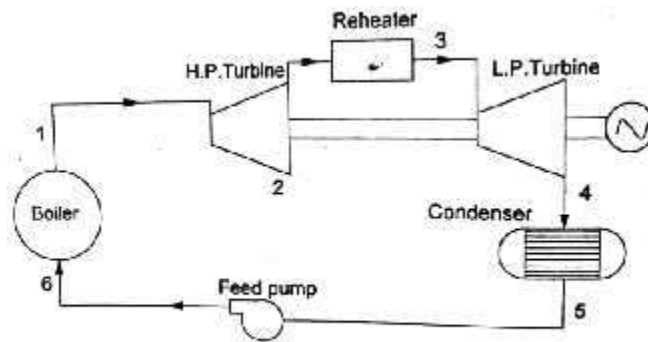 Reheater
3
H.P.Turbine
L.P.Turbine
1
2
4
Boiler
Condenser
6
Feed pump
5